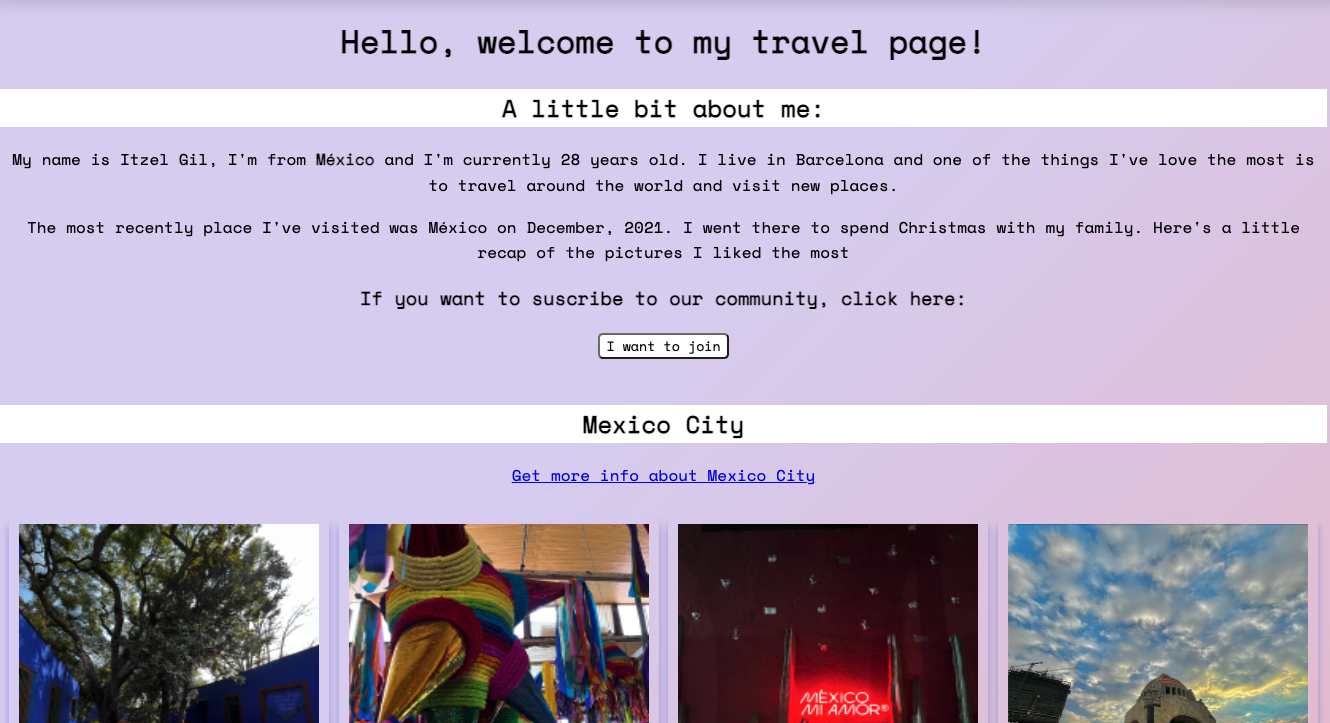 Hello, welcome to my travel page!
A little bit about me:
My name is Itzel Gil, I'm from México and I'm currently 28 years old. I live in Barcelona and one of the things I've love the most is
to travel around the world and visit new places.
The most recently place I've visited was México on December, 2021. I went there to spend Christmas with my family. Here's a little
recap of the pictures I liked the most
If you want to suscribe to our community, click here:
I want to join
Mexico City
Get more info about Mexico City
MÉXICO
MI AMOR®